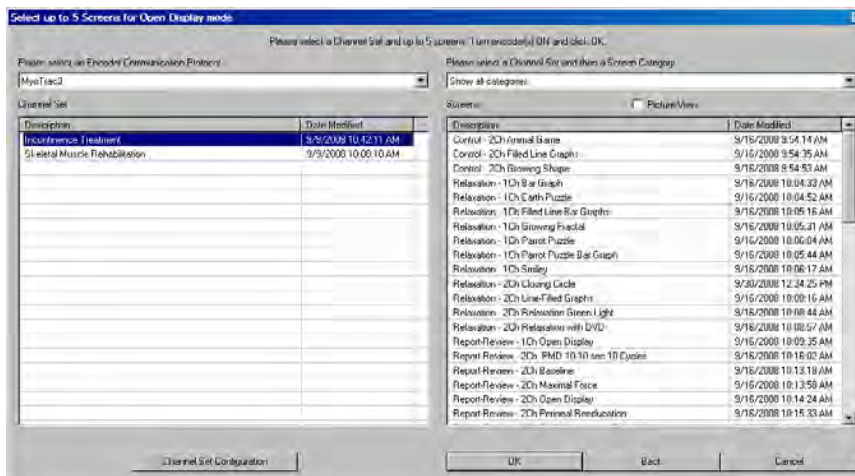 Select up to 5 Screens for Open Display mode
Please select a Channel Set and up to 5 screens. Turn encoder(s) ON and click OK.
Please select an Encoder Communication Protocol
Please select a Channel Set and then a Screen Category
MyoTrac3
Show all categories
Channel Set
Screens
Picture View
Description Date Modified
Incontinence Treatment 9/9/2008 10:42:11 AM
Skeletal Muscle Rehabilitation 9/9/2008 10:00:10 AM
Description Date Modified
Control - 2Ch Animal Game 9/16/2008 9:54:14 AM
Control - 2Ch Filled Line Graphs 9/16/2008 9:54:35 AM
Control - 2Ch Growing Shape 9/16/2008 9:54:53 AM
Relaxation - 1Ch Bar Graph 9/16/2008 10:04:33 AM
Relaxation - 1Ch Earth Puzzle 9/16/2008 10:04:52 AM
Relaxation - 1Ch Filled Line Bar Graphs 9/16/2008 10:05:16 AM
Relaxation - 1Ch Growing Fractal 9/16/2008 10:05:31 AM
Relaxation - 1Ch Parrot Puzzle 9/16/2008 10:06:04 AM
Relaxation - 1Ch Parrot Puzzle Bar Graph 9/16/2008 10:05:44 AM
Relaxation - 1Ch Smiley 9/16/2008 10:06:17 AM
Relaxation - 2Ch Closing Circle 9/30/2008 12:34:25 PM
Relaxation - 2Ch Line-Filled Graphs 9/16/2008 10:08:16 AM
Relaxation - 2Ch Relaxation Green Light 9/16/2008 10:08:44 AM
Relaxation - 2Ch Relaxation with DVD 9/16/2008 10:08:57 AM
Report-Review - 1Ch Open Display 9/16/2008 10:09:35 AM
Report-Review - 2Ch EMD 10-10 sec 10 Cycles 9/16/2008 10:16:02 AM
Report-Review - 2Ch Baseline 9/16/2008 10:13:18 AM
Report-Review - 2Ch Maximal Force 9/16/2008 10:13:58 AM
Report-Review - 2Ch Open Display 9/16/2008 10:14:24 AM
Report-Review - 2Ch Perineal Reeducation 9/16/2008 10:15:33 AM
Channel Set Configuration
OK
Back
Cancel